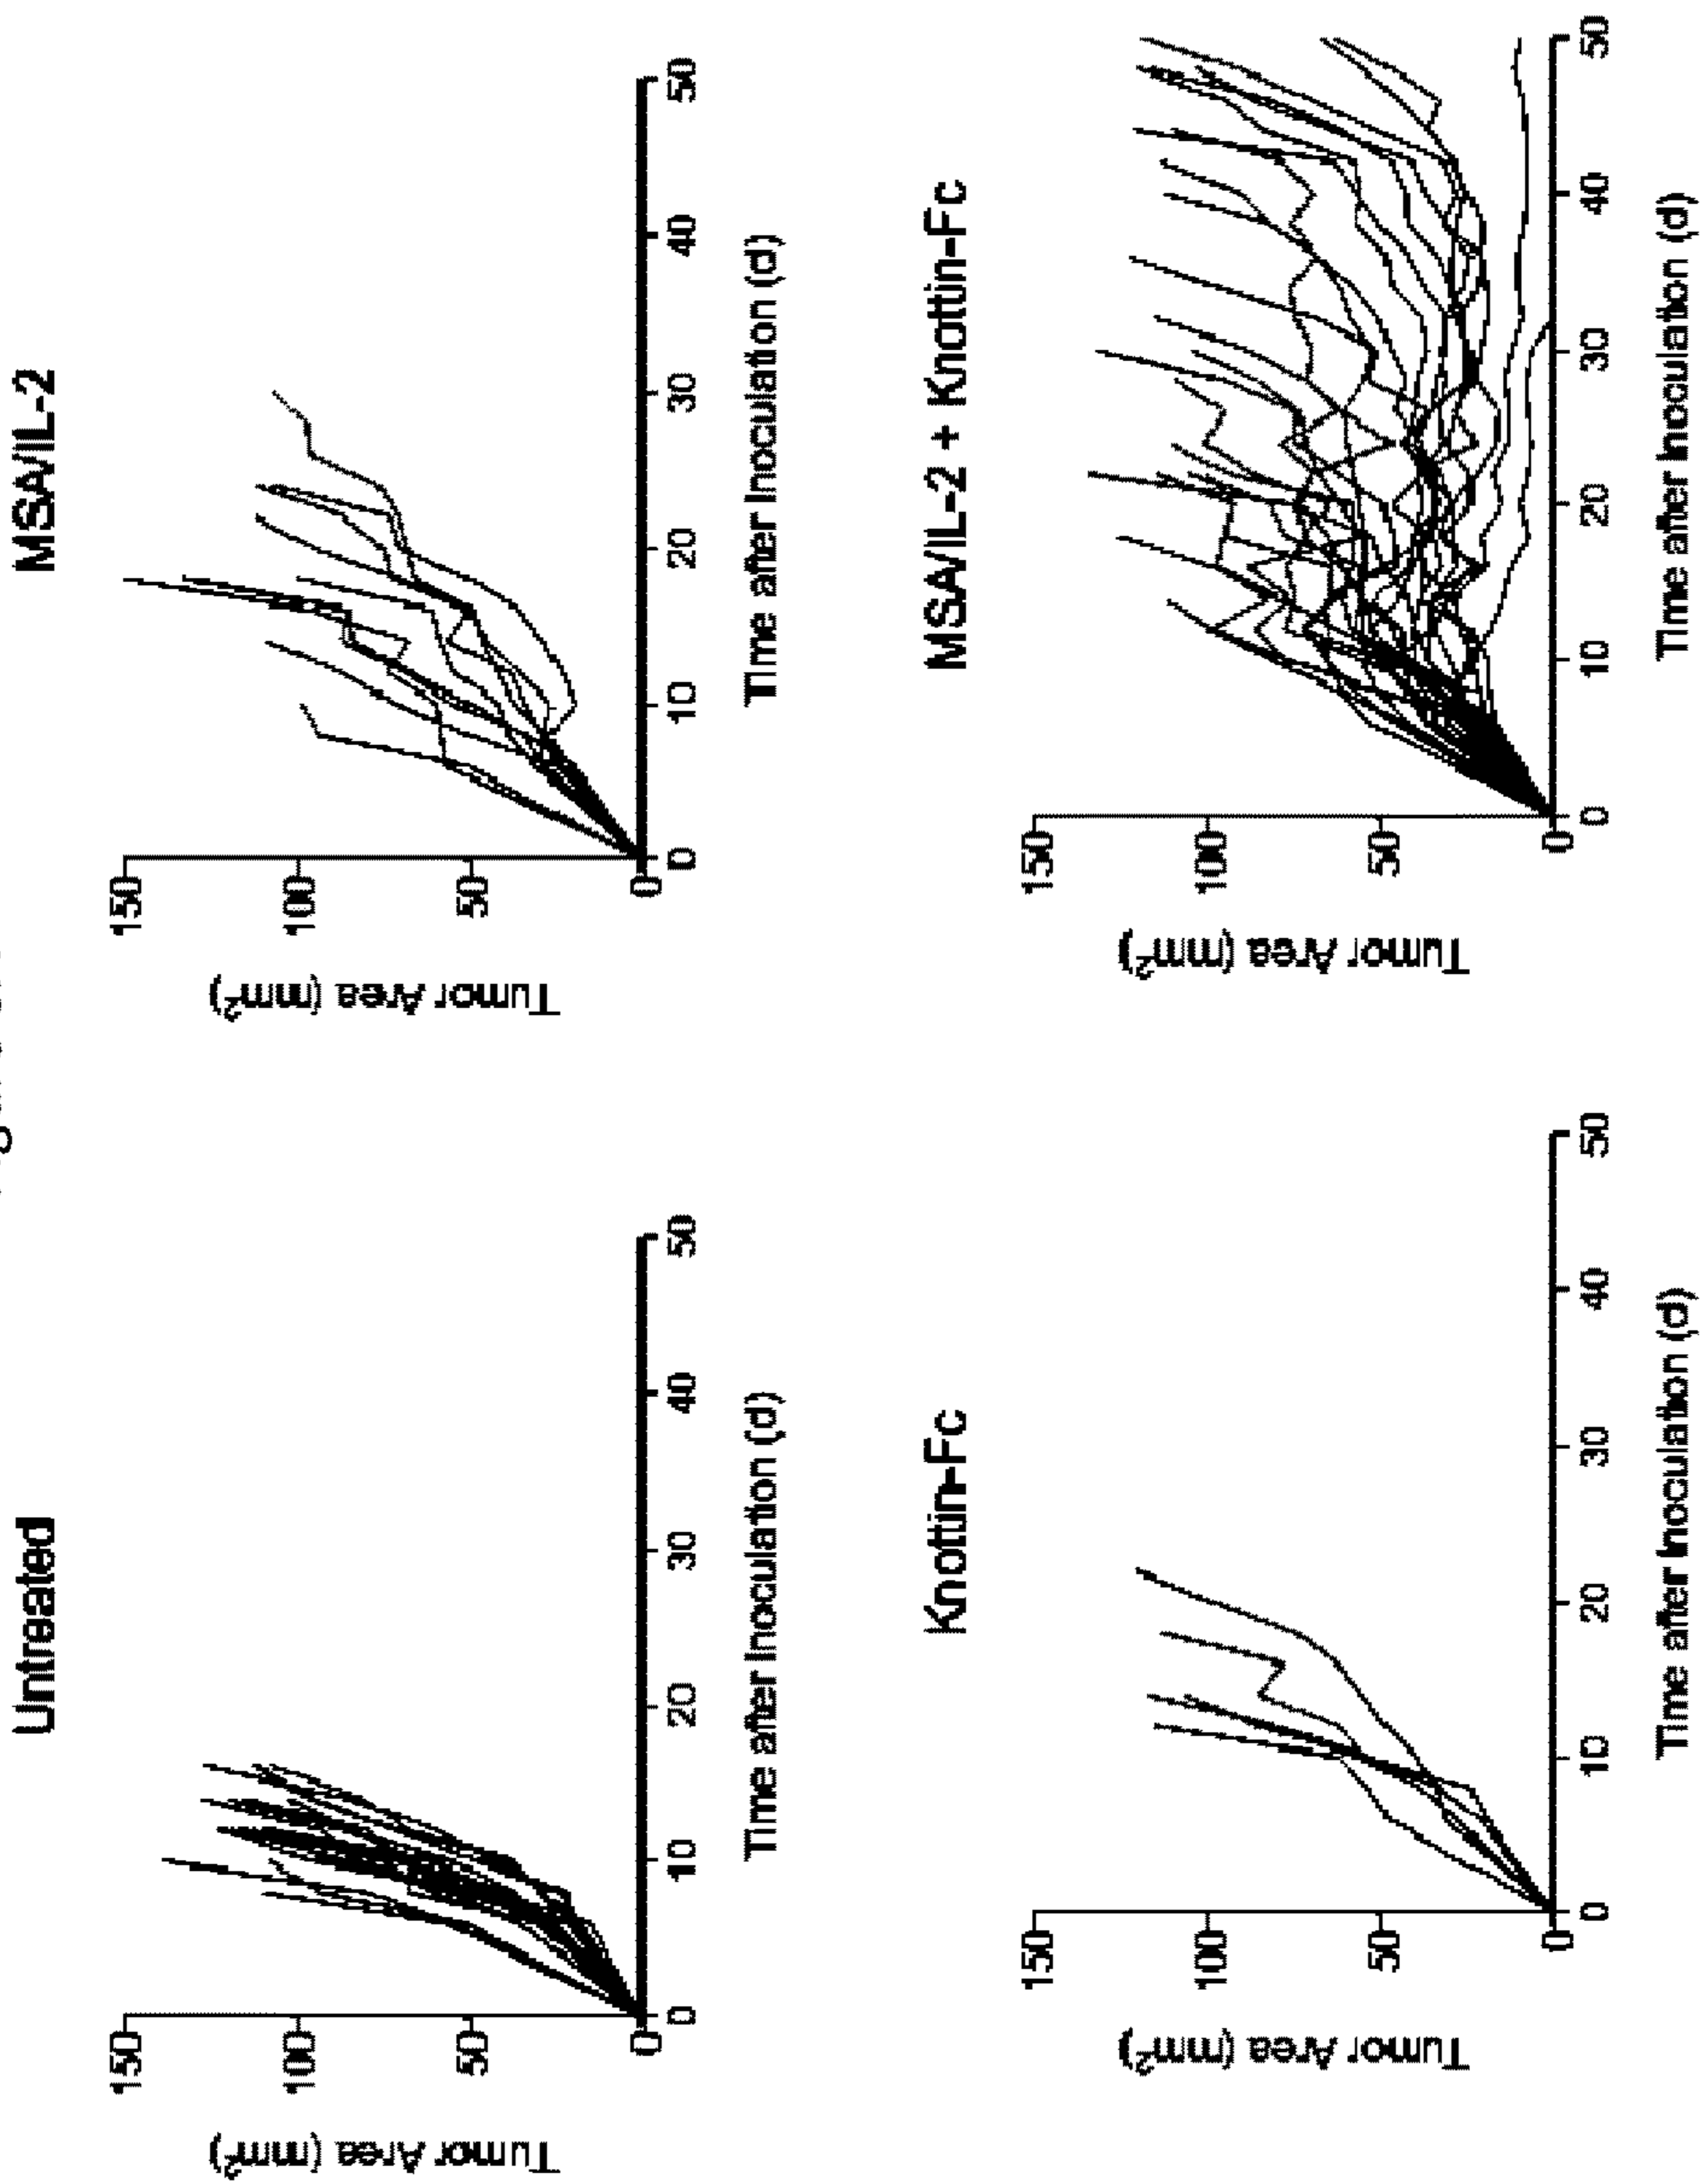 Untreated
150
100
50
0
Tumor Area (mm²)
0 10 20 30 40 50
Time after Inoculation (d)
MSA/IL-2
150
100
50
0
Tumor Area (mm²)
0 10 20 30 40 50
Time after Inoculation (d)
Knottin-Fc
150
100
50
0
Tumor Area (mm²)
0 10 20 30 40 50
Time after Inoculation (d)
MSA/IL-2 + Knottin-Fc
150
100
50
0
Tumor Area (mm²)
0 10 20 30 40 50
Time after Inoculation (d)